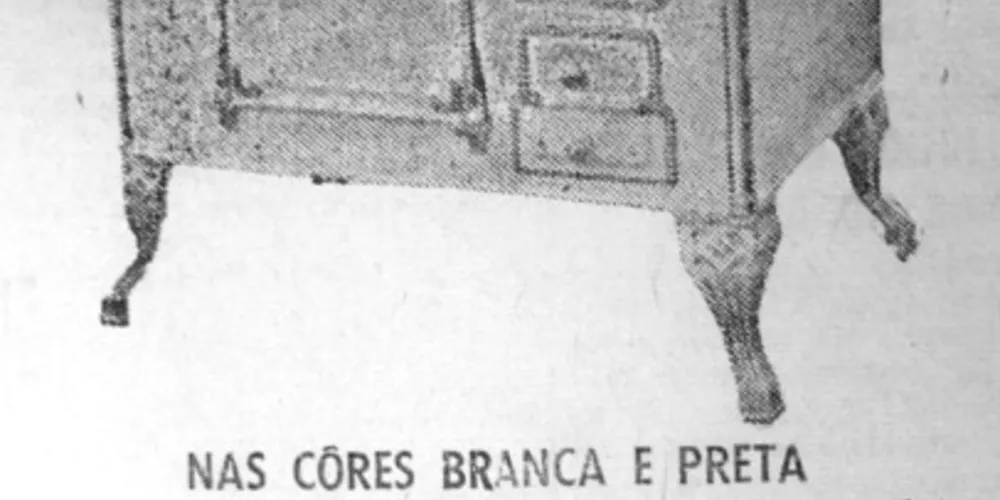 NAS CÔRES BRANCA E PRETA